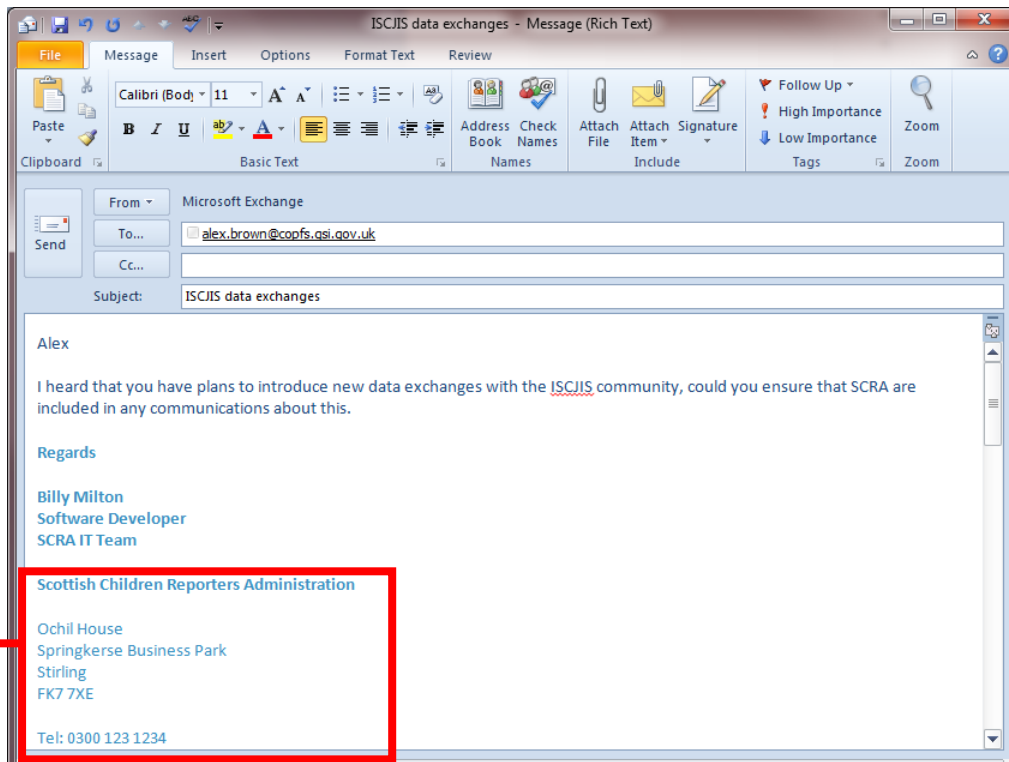 ISCJIS data exchanges - Message (Rich Text)
File Message Insert Options Format Text Review
Paste
Clipboard
Calibri (Body 11
B I U
Basic Text
Address Book
Check Names
Names
Attach File
Attach Item
Signature
Include
Follow Up
High Importance
Low Importance
Tags
Zoom
Zoom
Send
From Microsoft Exchange
To... alex.brown@copfs.gsi.gov.uk
Cc...
Subject: ISCJIS data exchanges
Alex
I heard that you have plans to introduce new data exchanges with the ISCJIS community, could you ensure that SCRA are
included in any communications about this.
Regards
Billy Milton
Software Developer
SCRA IT Team
Scottish Children Reporters Administration
Ochil House
Springkerse Business Park
Stirling
FK7 7XE
Tel: 0300 123 1234